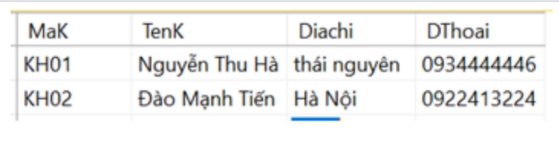 MaK TenK Diachi DThoai
KH01 Nguyễn Thu Hà thái nguyên 0934444446
KH02 Đào Mạnh Tiến Hà Nội 0922413224